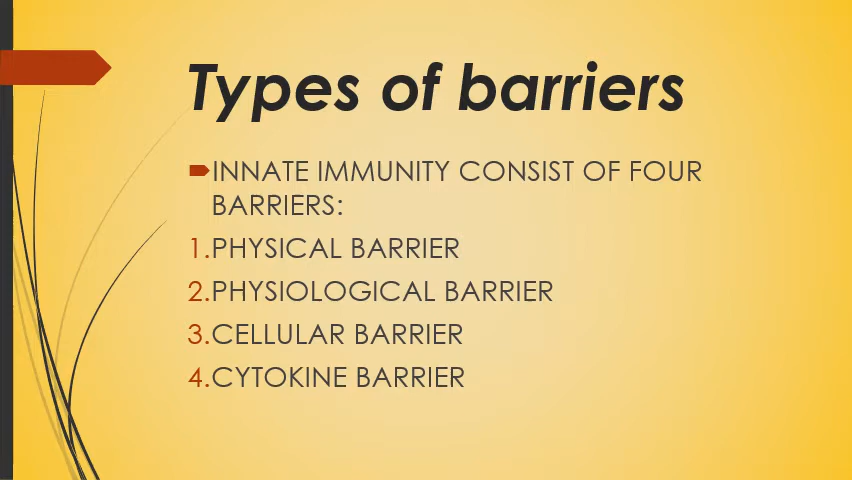 Types of barriers
INNATE IMMUNITY CONSIST OF FOUR
BARRIERS:
1.PHYSICAL BARRIER
2.PHYSIOLOGICAL BARRIER
3.CELLULAR BARRIER
4.CYTOKINE BARRIER